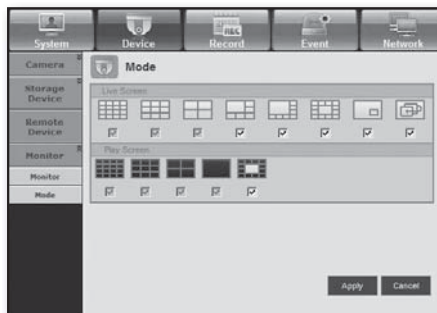 System Device Record Event Network
ABC
Camera
Mode
Storage
Device
Live Screen
Remote
Device
Monitor
Play Screen
Monitor
Mode
Apply Cancel